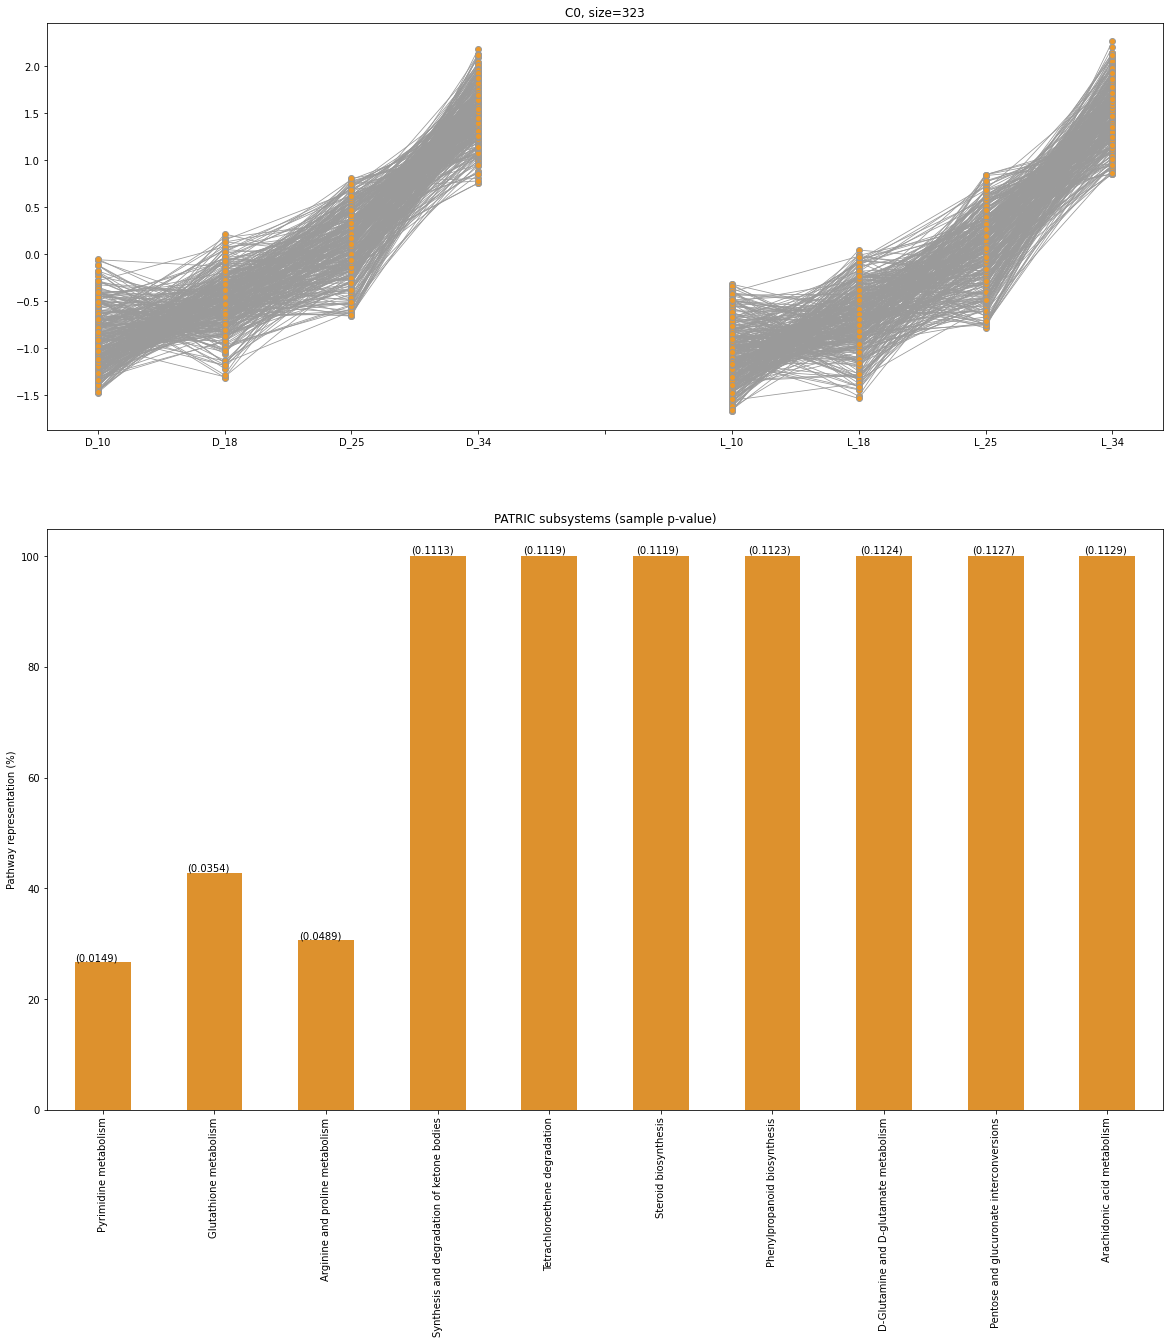 C0, size=323
2.0
1.5
1.0
0.5
0.0
−0.5
−1.0
−1.5
D_10 D_18 D_25 D_34 L_10 L_18 L_25 L_34
PATRIC subsystems (sample p-value)
Pathway representation (%)
100
80
60
40
20
0
(0.0149) (0.0354) (0.0489) (0.1113) (0.1119) (0.1119) (0.1123) (0.1124) (0.1127) (0.1129)
Pyrimidine metabolism
Glutathione metabolism
Arginine and proline metabolism
Synthesis and degradation of ketone bodies
Tetrachloroethene degradation
Steroid biosynthesis
Phenylpropanoid biosynthesis
D-Glutamine and D-glutamate metabolism
Pentose and glucuronate interconversions
Arachidonic acid metabolism